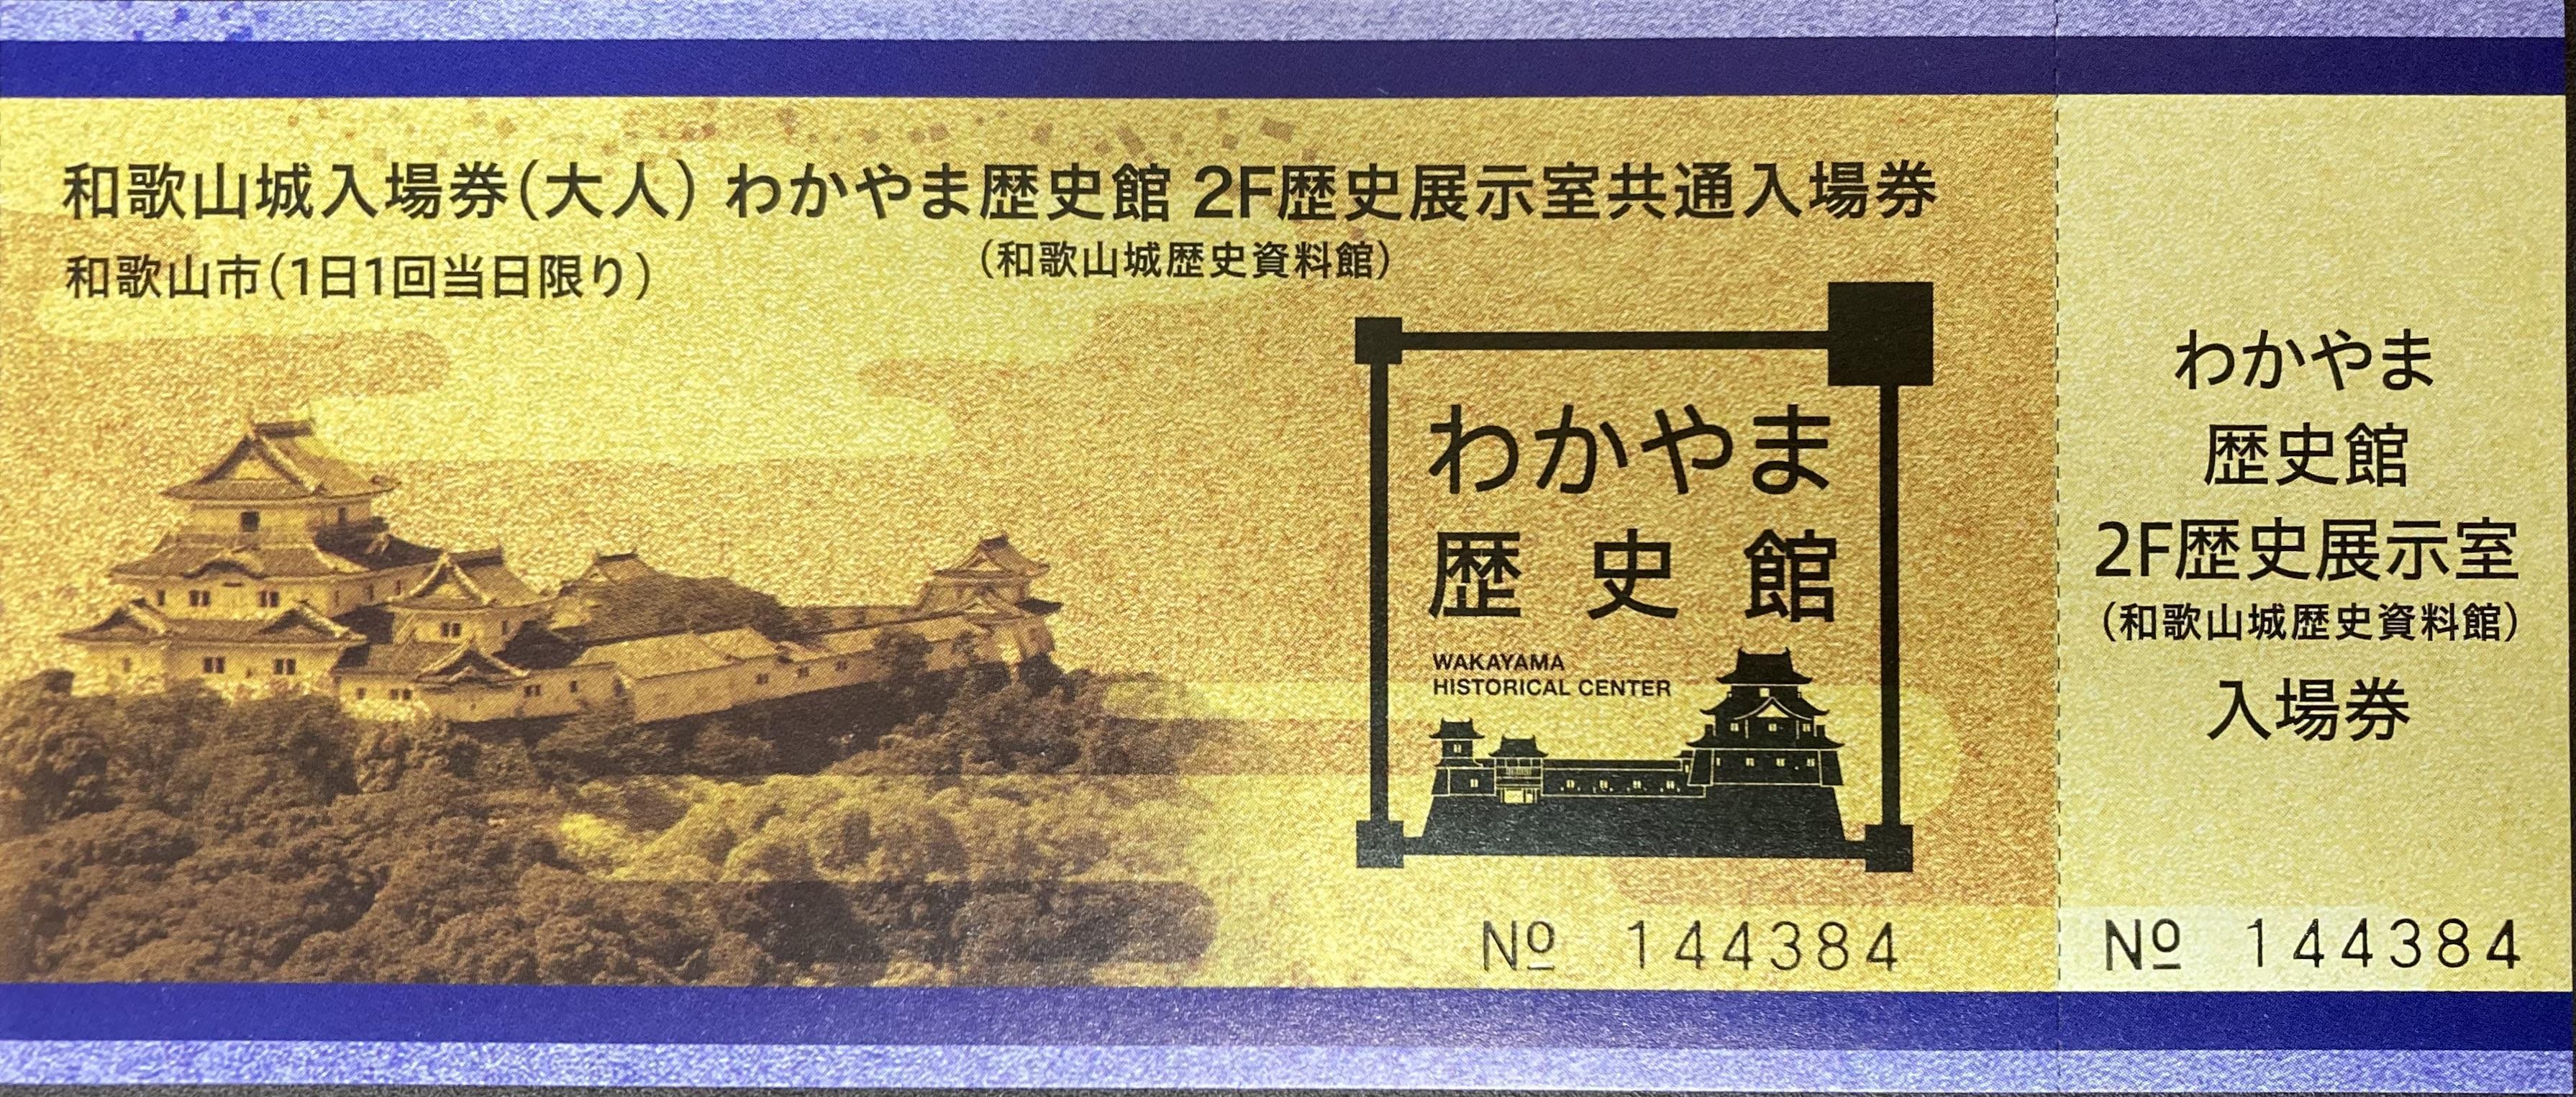 和歌山城入場券(大人) わかやま歴史館 2F歴史展示室共通入場券
和歌山市(1日1回当日限り)
(和歌山城歴史資料館)
わかやま
歴史館
WAKAYAMA
HISTORICAL CENTER
№ 144384
わかやま
歴史館
2F歴史展示室
(和歌山城歴史資料館)
入場券
№ 144384